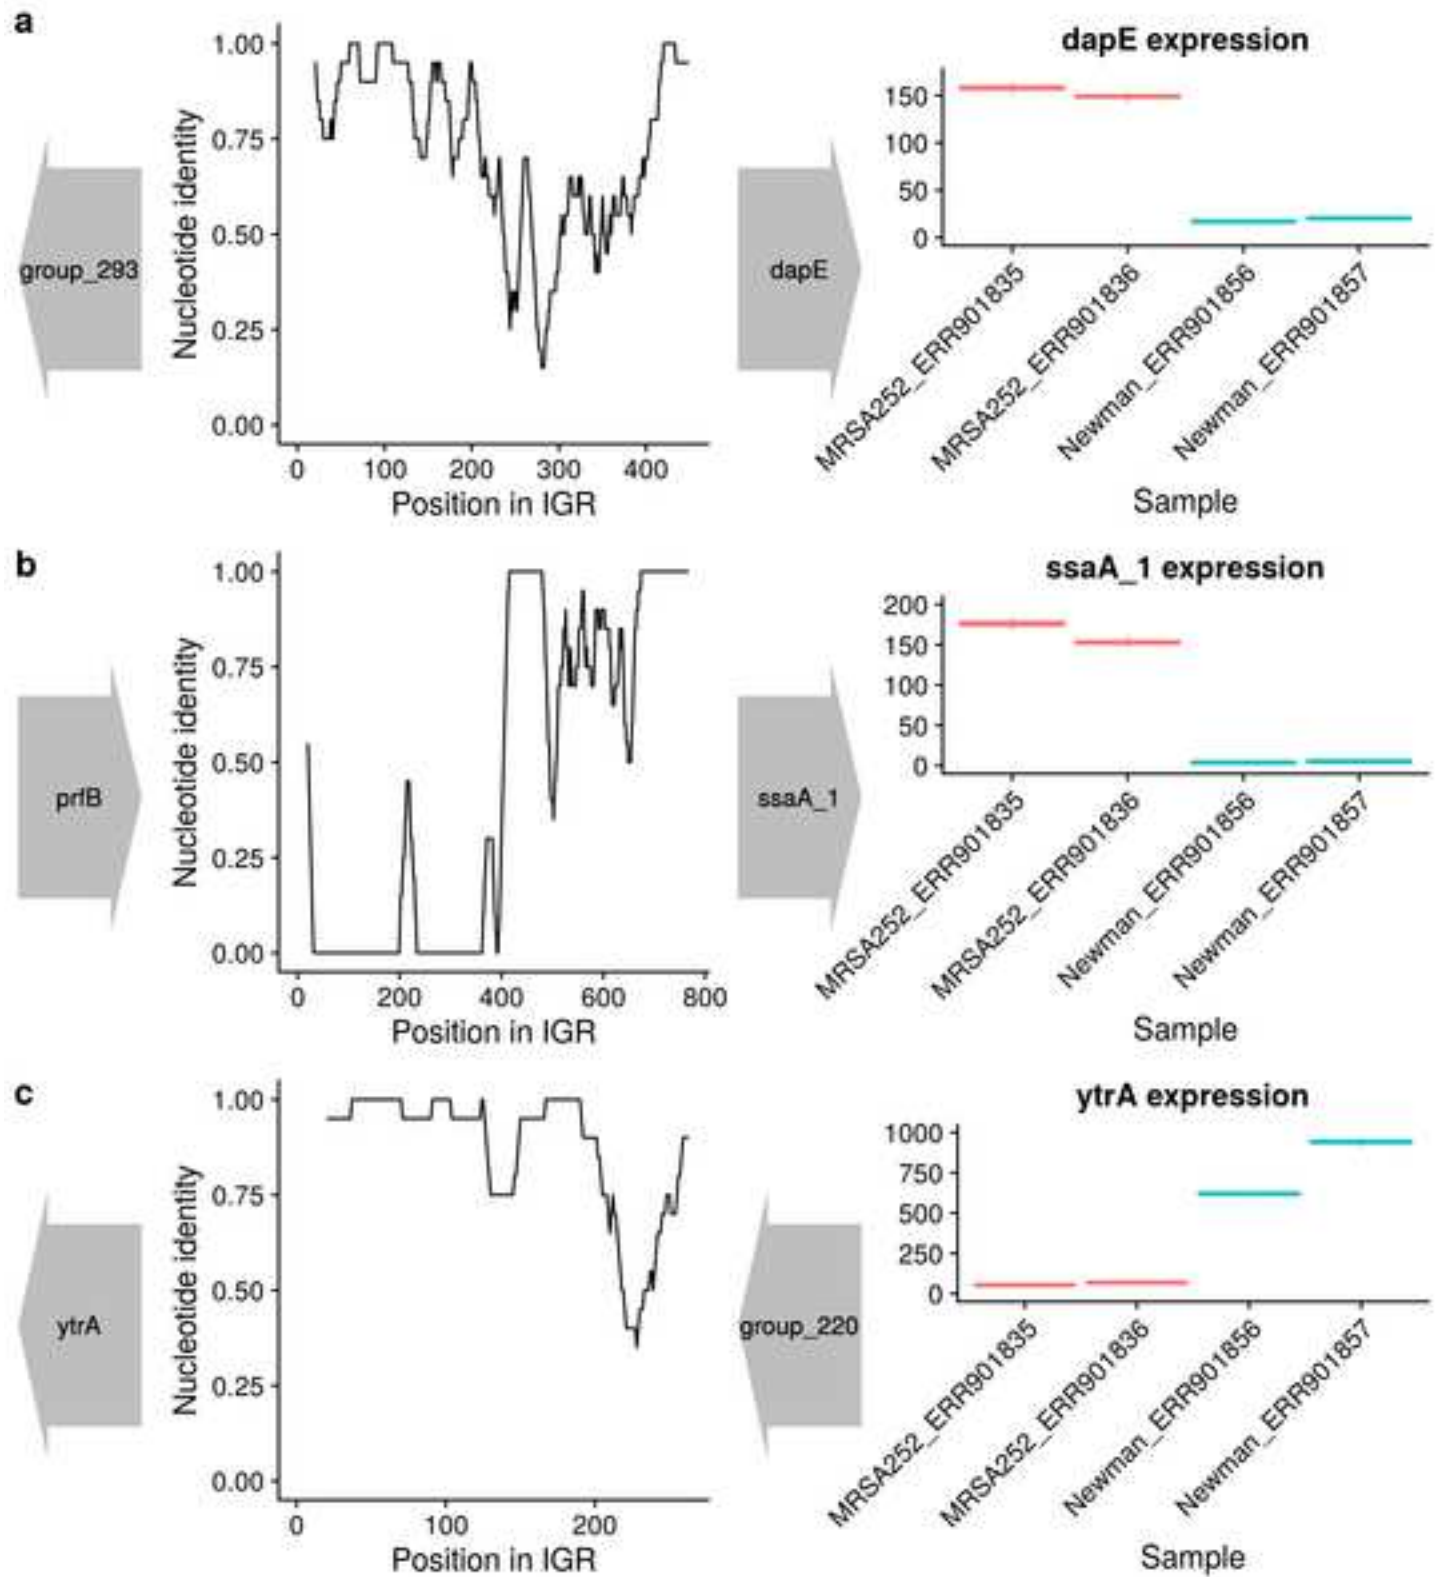 a
dapE expression
Nucleotide identity
1.00
0.75
0.50
0.25
0.00
0 100 200 300 400
Position in IGR
group_293
dapE
150
100
50
0
MRSA252_ERR901835
MRSA252_ERR901836
Newman_ERR901856
Newman_ERR901857
Sample
b
ssaA_1 expression
Nucleotide identity
1.00
0.75
0.50
0.25
0.00
0 200 400 600 800
Position in IGR
prfB
ssaA_1
200
150
100
50
0
MRSA252_ERR901835
MRSA252_ERR901836
Newman_ERR901856
Newman_ERR901857
Sample
c
ytrA expression
Nucleotide identity
1.00
0.75
0.50
0.25
0.00
0 100 200
Position in IGR
ytrA
group_220
1000
750
500
250
0
MRSA252_ERR901835
MRSA252_ERR901836
Newman_ERR901856
Newman_ERR901857
Sample